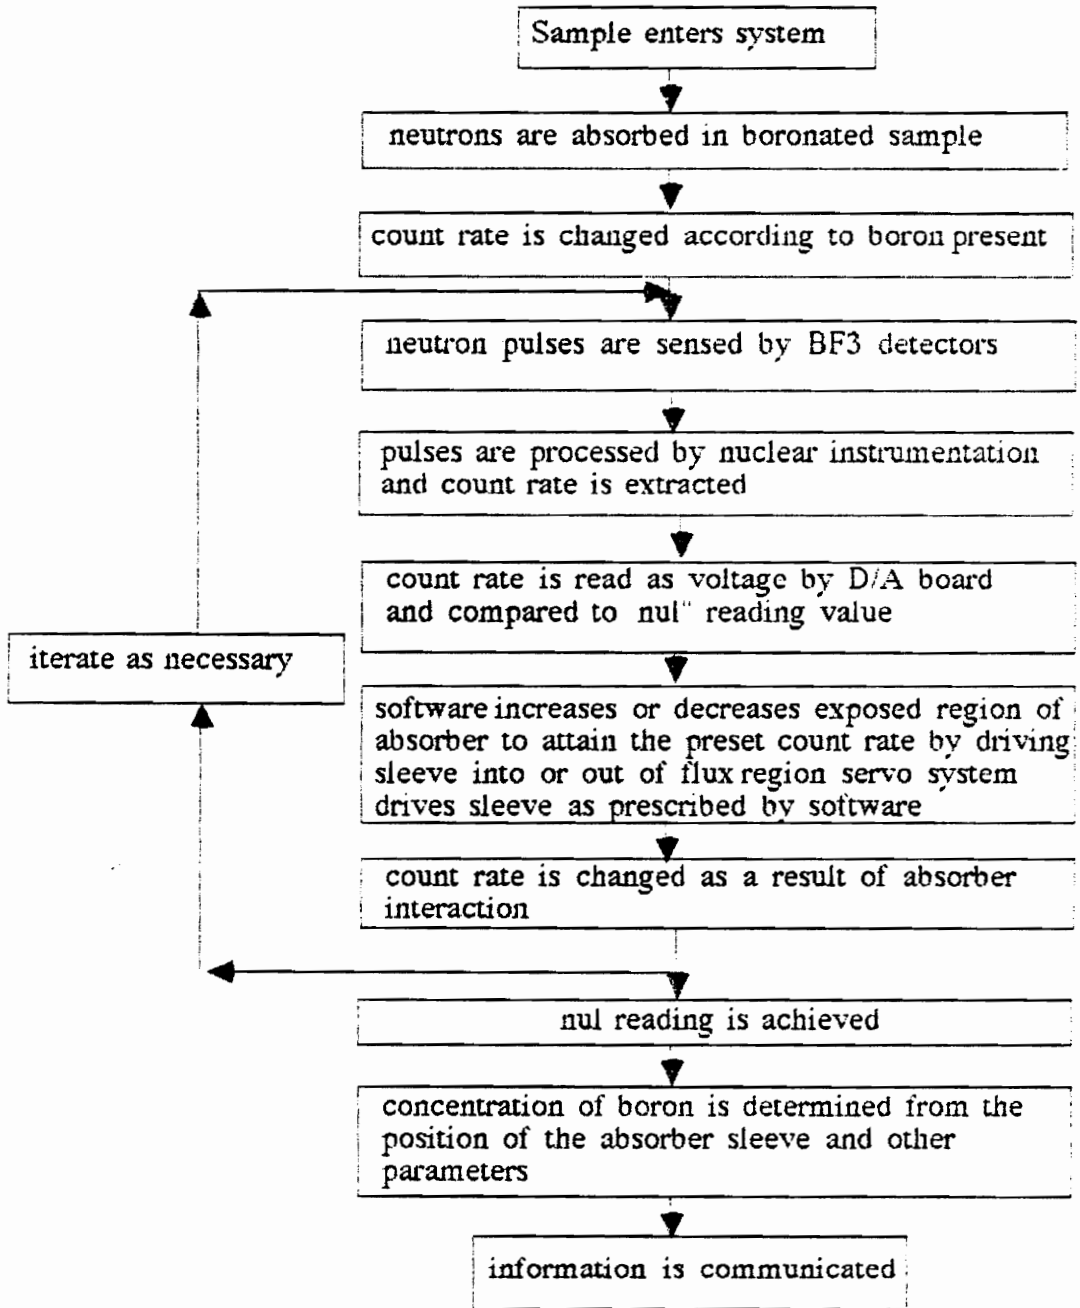 Sample enters system
neutrons are absorbed in boronated sample
count rate is changed according to boron present
neutron pulses are sensed by BF3 detectors
pulses are processed by nuclear instrumentation
and count rate is extracted
count rate is read as voltage by D/A board
and compared to nul" reading value
iterate as necessary
software increases or decreases exposed region of
absorber to attain the preset count rate by driving
sleeve into or out of flux region servo system
drives sleeve as prescribed by software
count rate is changed as a result of absorber
interaction
nul reading is achieved
concentration of boron is determined from the
position of the absorber sleeve and other
parameters
information is communicated